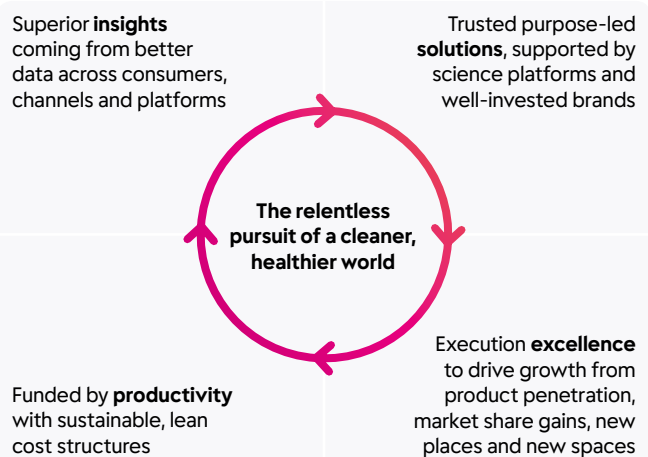 Superior insights
coming from better
data across consumers,
channels and platforms
Trusted purpose-led
solutions, supported by
science platforms and
well-invested brands
The relentless
pursuit of a cleaner,
healthier world
Execution excellence
to drive growth from
product penetration,
market share gains, new
places and new spaces
Funded by productivity
with sustainable, lean
cost structures